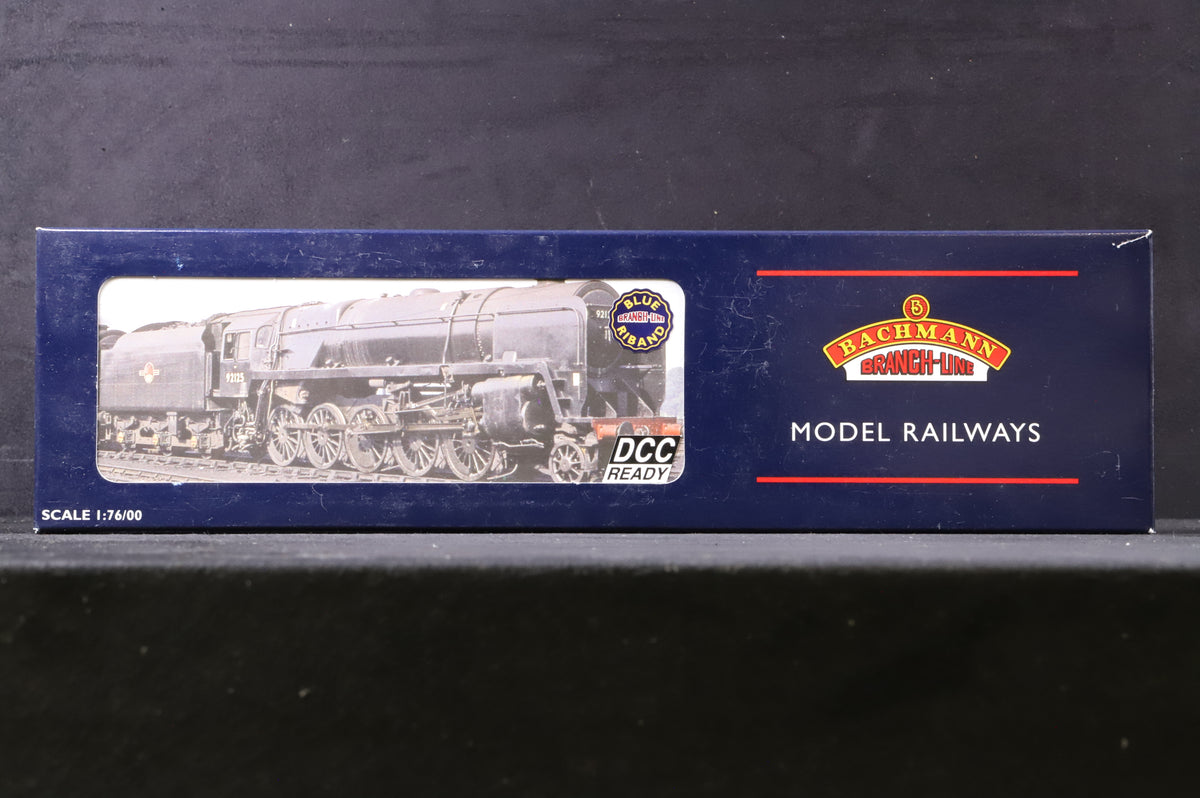 BLUE
BRANCH-LINE
RIBAND
92125
DCC
READY
SCALE 1:76/00
B
BACHMANN
BRANCH-LINE
MODEL RAILWAYS